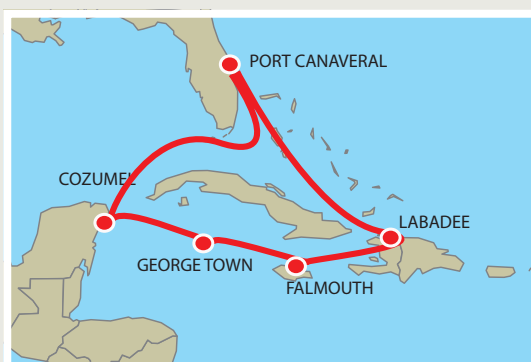 PORT CANAVERAL
COZUMEL
LABADEE
GEORGE TOWN
FALMOUTH